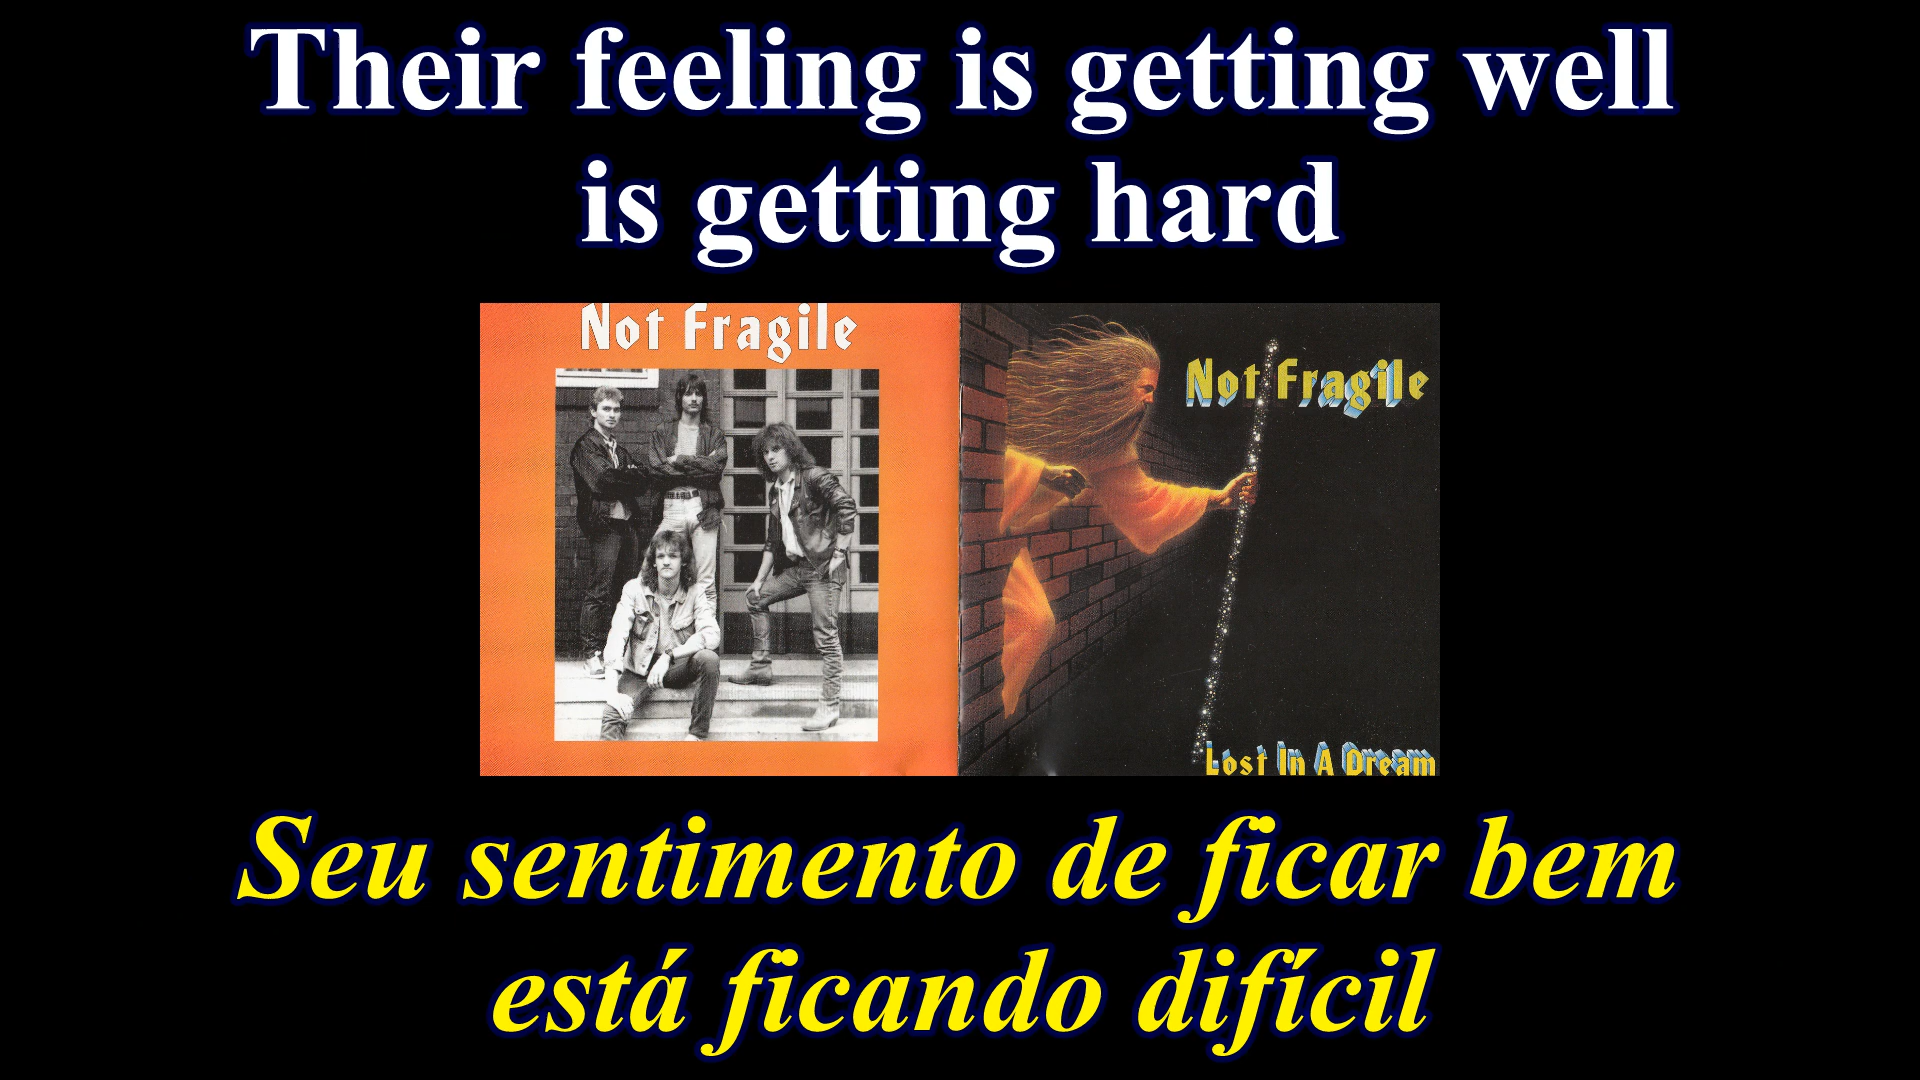 Their feeling is getting well
is getting hard
Not Fragile
Not Fragile
Lost In A Dream
Seu sentimento de ficar bem
está ficando difícil